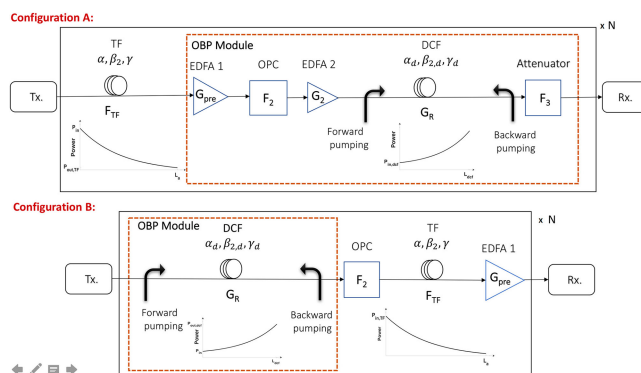 Configuration A:
x N
TF
α, β2, γ
OBP Module
DCF
αd, β2,d, γd
EDFA 1
OPC
EDFA 2
Attenuator
Tx.
Gpre
F2
G2
F3
Rx.
FTF
GR
Forward
pumping
Backward
pumping
Pin
Power
Pout,TF
Ls
Power
Pin,dcf
Ldcf
Configuration B:
x N
OBP Module
DCF
αd, β2,d, γd
OPC
TF
α, β2, γ
EDFA 1
Tx.
F2
Gpre
Rx.
GR
FTF
Forward
pumping
Backward
pumping
Pout,dcf
Power
Pin
Ldcf
Pin,TF
Power
Ls